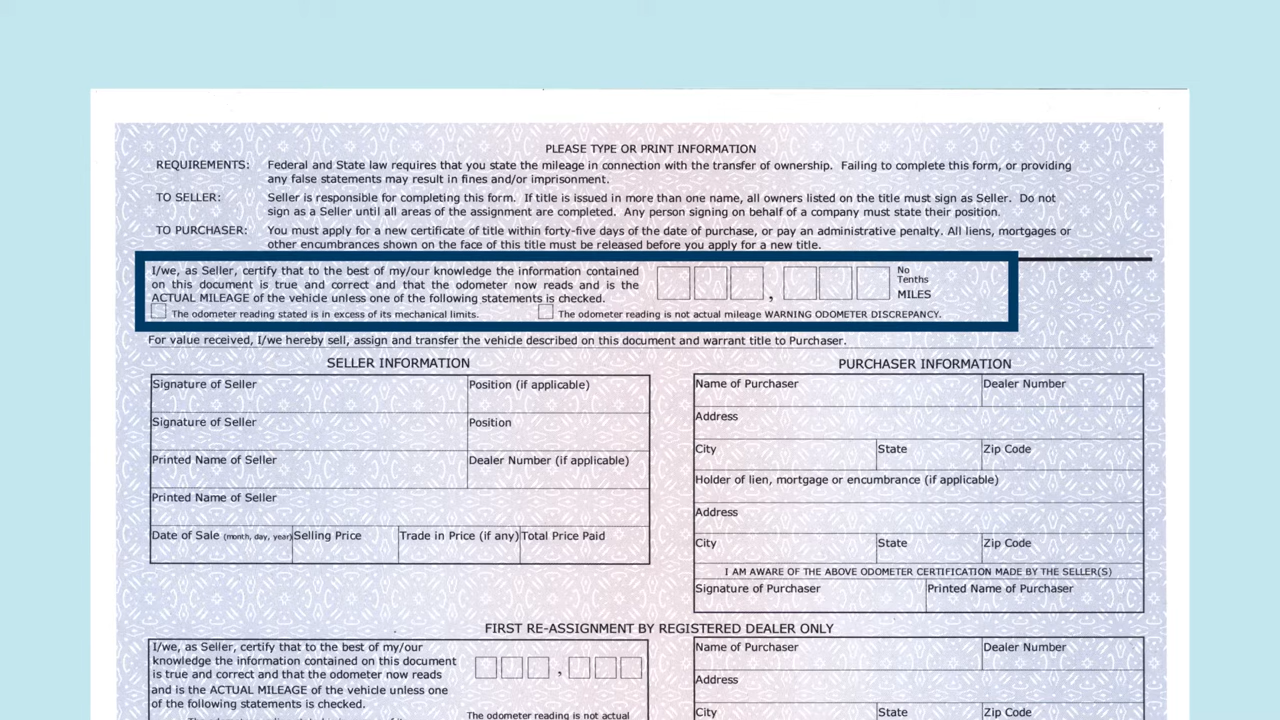 PLEASE TYPE OR PRINT INFORMATION
REQUIREMENTS: Federal and State law requires that you state the mileage in connection with the transfer of ownership. Failing to complete this form, or providing
any false statements may result in fines and/or imprisonment.
TO SELLER: Seller is responsible for completing this form. If title is issued in more than one name, all owners listed on the title must sign as Seller. Do not
sign as a Seller until all areas of the assignment are completed. Any person signing on behalf of a company must state their position.
TO PURCHASER: You must apply for a new certificate of title within forty-five days of the date of purchase, or pay an administrative penalty. All liens, mortgages or
other encumbrances shown on the face of this title must be released before you apply for a new title.
I/we, as Seller, certify that to the best of my/our knowledge the information contained
on this document is true and correct and that the odometer now reads and is the
ACTUAL MILEAGE of the vehicle unless one of the following statements is checked.
, No
Tenths
MILES
The odometer reading stated is in excess of its mechanical limits.
The odometer reading is not actual mileage WARNING ODOMETER DISCREPANCY.
For value received, I/we hereby sell, assign and transfer the vehicle described on this document and warrant title to Purchaser.
SELLER INFORMATION
Signature of Seller Position (if applicable)
Signature of Seller Position
Printed Name of Seller Dealer Number (if applicable)
Printed Name of Seller
Date of Sale (month, day, year) Selling Price Trade in Price (if any) Total Price Paid
PURCHASER INFORMATION
Name of Purchaser Dealer Number
Address
City State Zip Code
Holder of lien, mortgage or encumbrance (if applicable)
Address
City State Zip Code
I AM AWARE OF THE ABOVE ODOMETER CERTIFICATION MADE BY THE SELLER(S)
Signature of Purchaser Printed Name of Purchaser
FIRST RE-ASSIGNMENT BY REGISTERED DEALER ONLY
I/we, as Seller, certify that to the best of my/our
knowledge the information contained on this document
is true and correct and that the odometer now reads
and is the ACTUAL MILEAGE of the vehicle unless one
of the following statements is checked.
,
The odometer reading is not actual
Name of Purchaser Dealer Number
Address
City State Zip Code